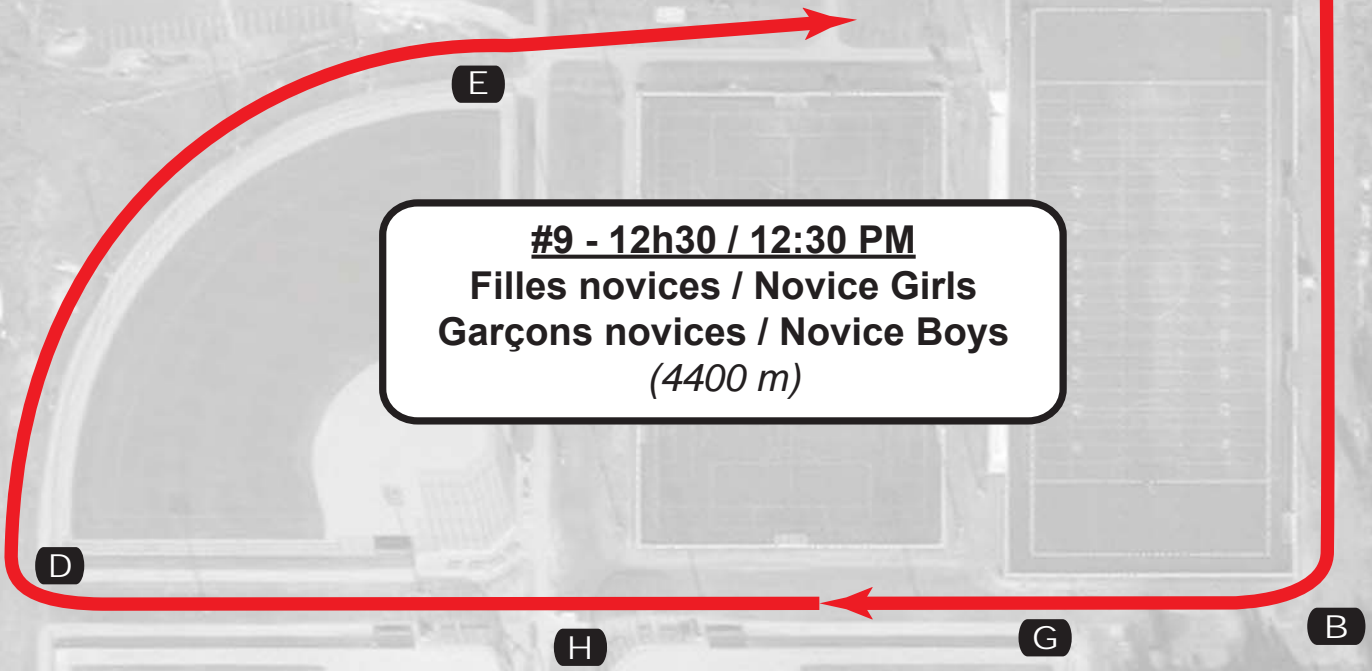 E
#9 - 12h30 / 12:30 PM
Filles novices / Novice Girls
Garçons novices / Novice Boys
(4400 m)
D
H
G
B